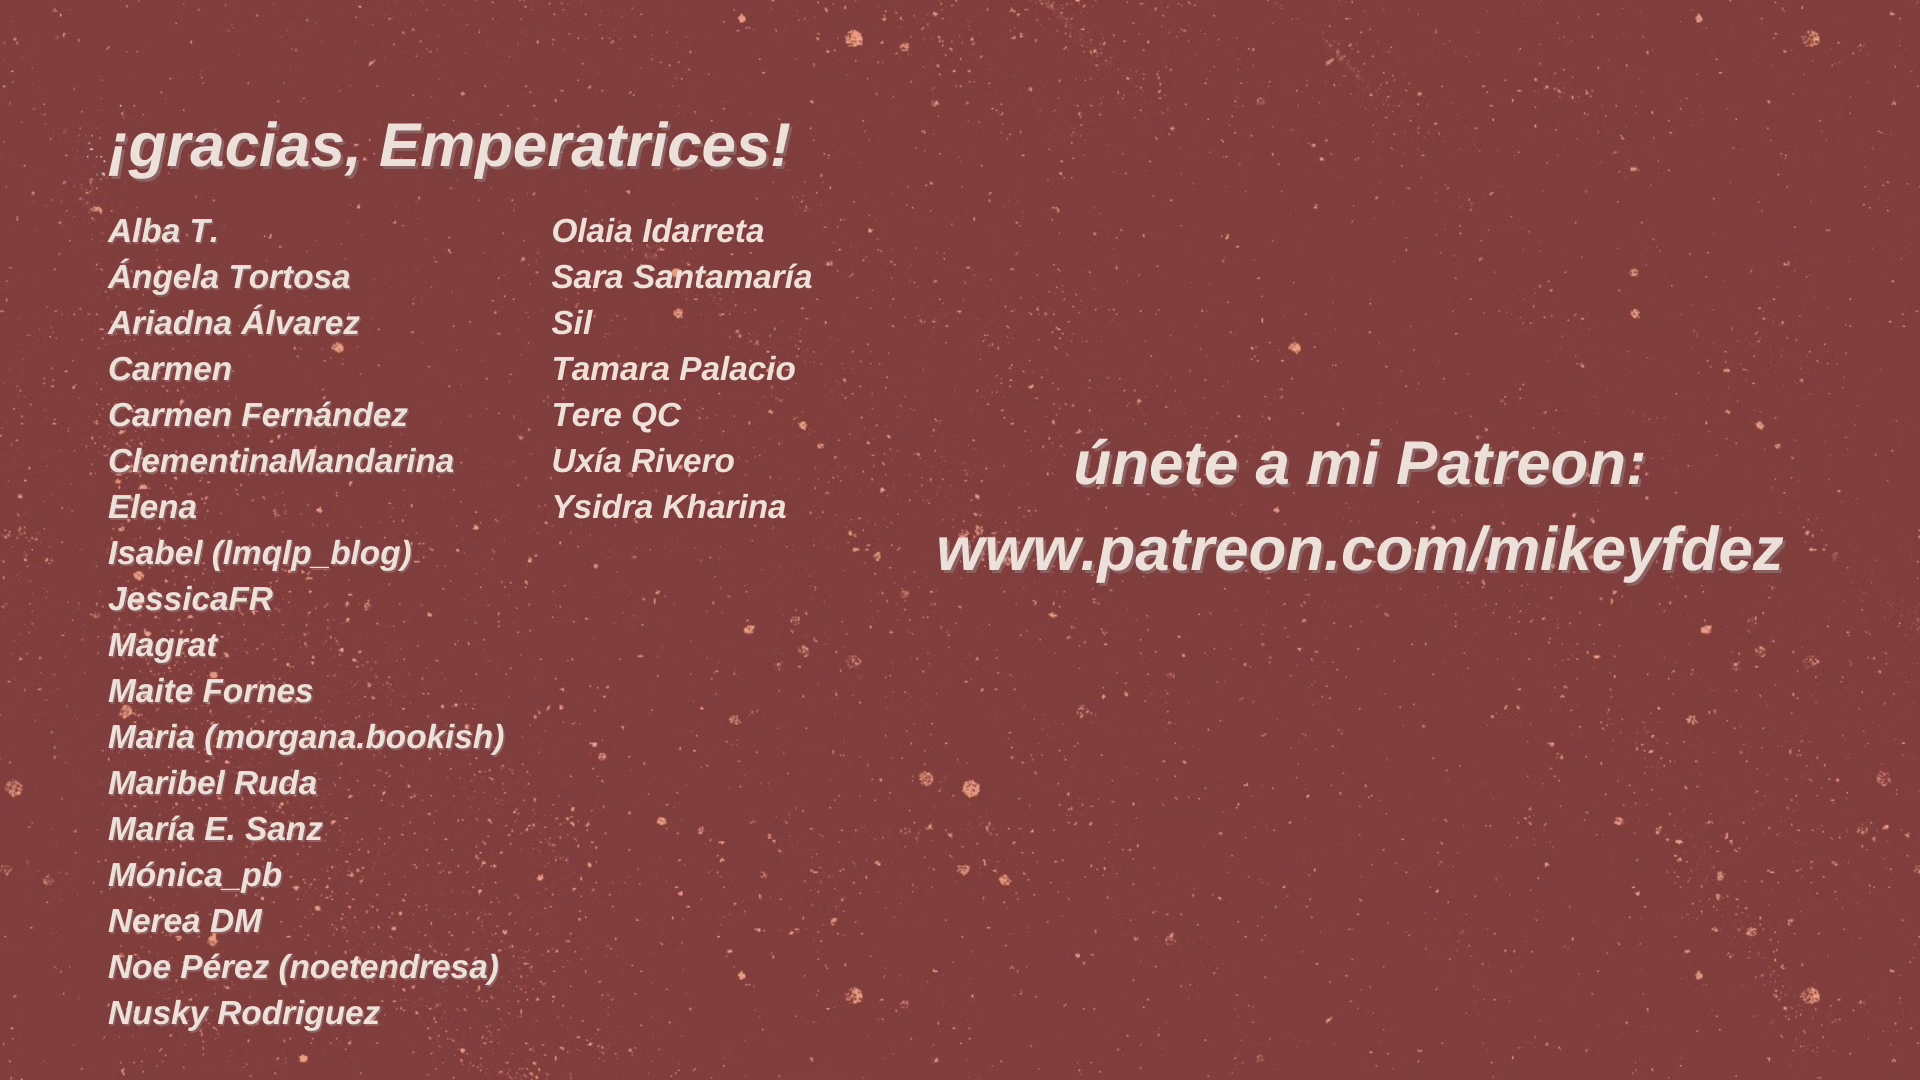 ¡gracias, Emperatrices!
Alba T.
Ángela Tortosa
Ariadna Álvarez
Carmen
Carmen Fernández
ClementinaMandarina
Elena
Isabel (lmqlp_blog)
JessicaFR
Magrat
Maite Fornes
Maria (morgana.bookish)
Maribel Ruda
María E. Sanz
Mónica_pb
Nerea DM
Noe Pérez (noetendresa)
Nusky Rodriguez
Olaia Idarreta
Sara Santamaría
Sil
Tamara Palacio
Tere QC
Uxía Rivero
Ysidra Kharina
únete a mi Patreon:
www.patreon.com/mikeyfdez